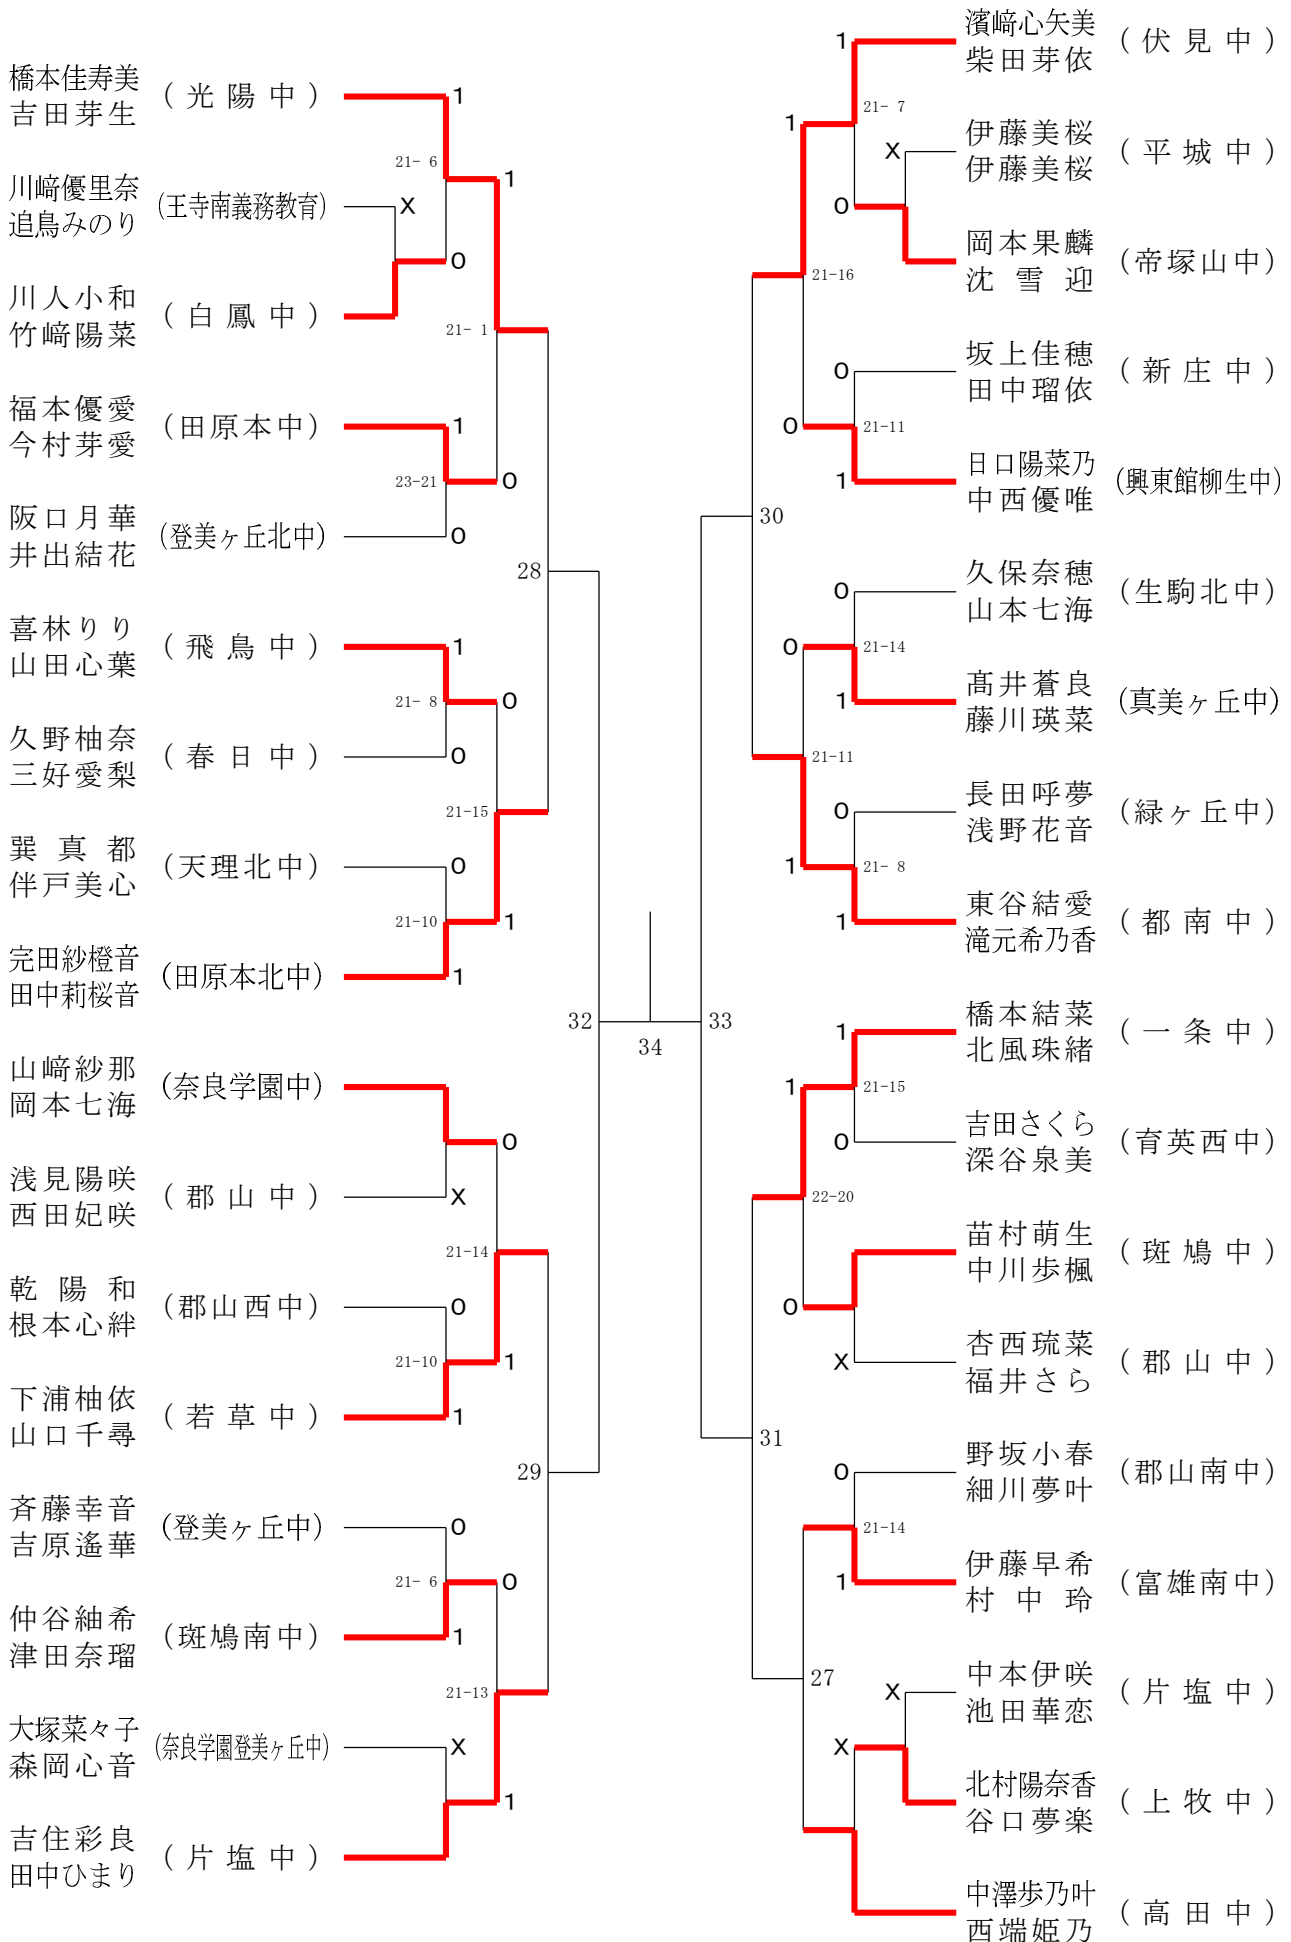 橋本佳寿美
吉田芽生
(光陽中)
1
21- 6
川﨑優里奈
追鳥みのり
(王寺南義務教育)
X
1
0
川人小和
竹﨑陽菜
(白鳳中)
21- 1
福本優愛
今村芽愛
(田原本中)
1
23-21
0
阪口月華
井出結花
(登美ヶ丘北中)
0
28
喜林りり
山田心葉
(飛鳥中)
1
21- 8
0
久野柚奈
三好愛梨
(春日中)
0
21-15
巽真都
伴戸美心
(天理北中)
0
21-10
1
完田紗橙音
田中莉桜音
(田原本北中)
1
32
34
33
山﨑紗那
岡本七海
(奈良学園中)
0
浅見陽咲
西田妃咲
(郡山中)
X
21-14
乾陽和
根本心絆
(郡山西中)
0
21-10
1
下浦柚依
山口千尋
(若草中)
1
29
斉藤幸音
吉原遙華
(登美ヶ丘中)
0
21- 6
0
仲谷紬希
津田奈瑠
(斑鳩南中)
1
21-13
大塚菜々子
森岡心音
(奈良学園登美ヶ丘中)
X
1
吉住彩良
田中ひまり
(片塩中)
1
濱﨑心矢美
柴田芽依
(伏見中)
21- 7
1
X
伊藤美桜
伊藤美桜
(平城中)
0
岡本果麟
沈雪迎
(帝塚山中)
21-16
0
坂上佳穂
田中瑠依
(新庄中)
0
21-11
1
日口陽菜乃
中西優唯
(興東館柳生中)
30
0
久保奈穂
山本七海
(生駒北中)
0
21-14
1
髙井蒼良
藤川瑛菜
(真美ヶ丘中)
21-11
0
長田呼夢
浅野花音
(緑ヶ丘中)
1
21- 8
1
東谷結愛
滝元希乃香
(都南中)
1
橋本結菜
北風珠緒
(一条中)
1
21-15
0
吉田さくら
深谷泉美
(育英西中)
22-20
苗村萌生
中川歩楓
(斑鳩中)
0
X
杏西琉菜
福井さら
(郡山中)
31
0
野坂小春
細川夢叶
(郡山南中)
21-14
1
伊藤早希
村中玲
(富雄南中)
27
X
中本伊咲
池田華恋
(片塩中)
X
北村陽奈香
谷口夢楽
(上牧中)
中澤歩乃叶
西端姫乃
(高田中)